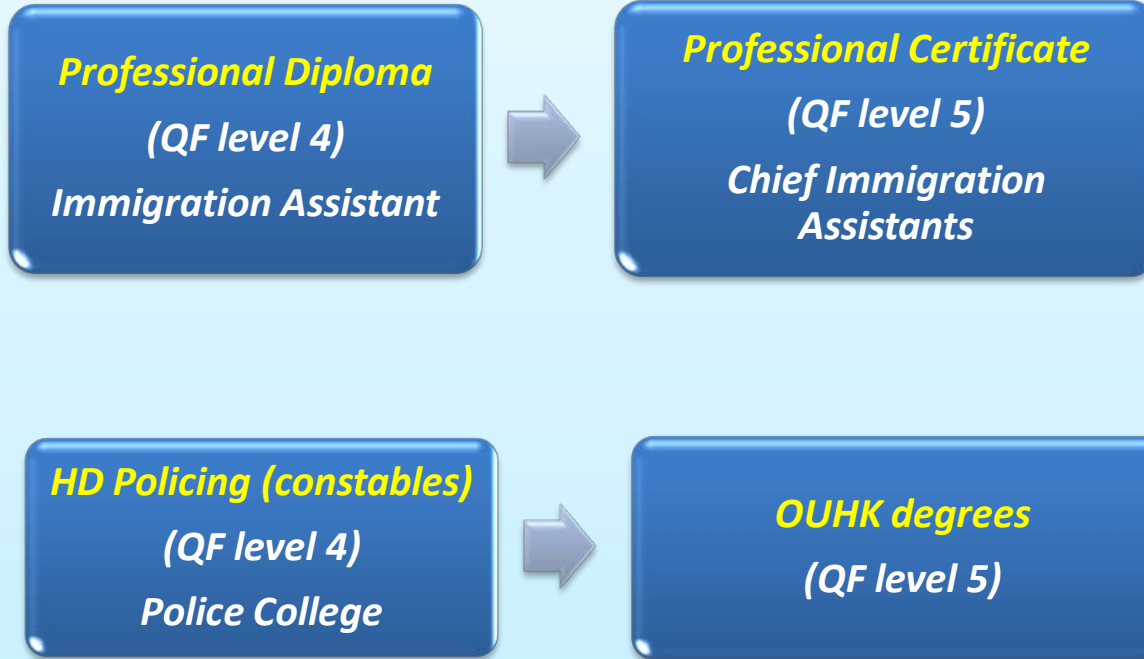 Professional Diploma
(QF level 4)
Immigration Assistant
Professional Certificate
(QF level 5)
Chief Immigration
Assistants
HD Policing (constables)
(QF level 4)
Police College
OUHK degrees
(QF level 5)